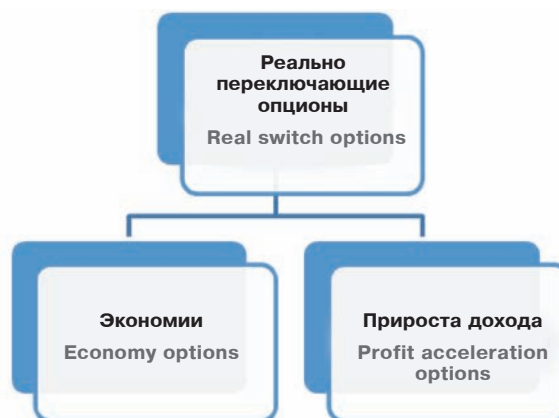 Реально
переключающие
опционы
Real switch options
Экономии
Economy options
Прироста дохода
Profit acceleration
options